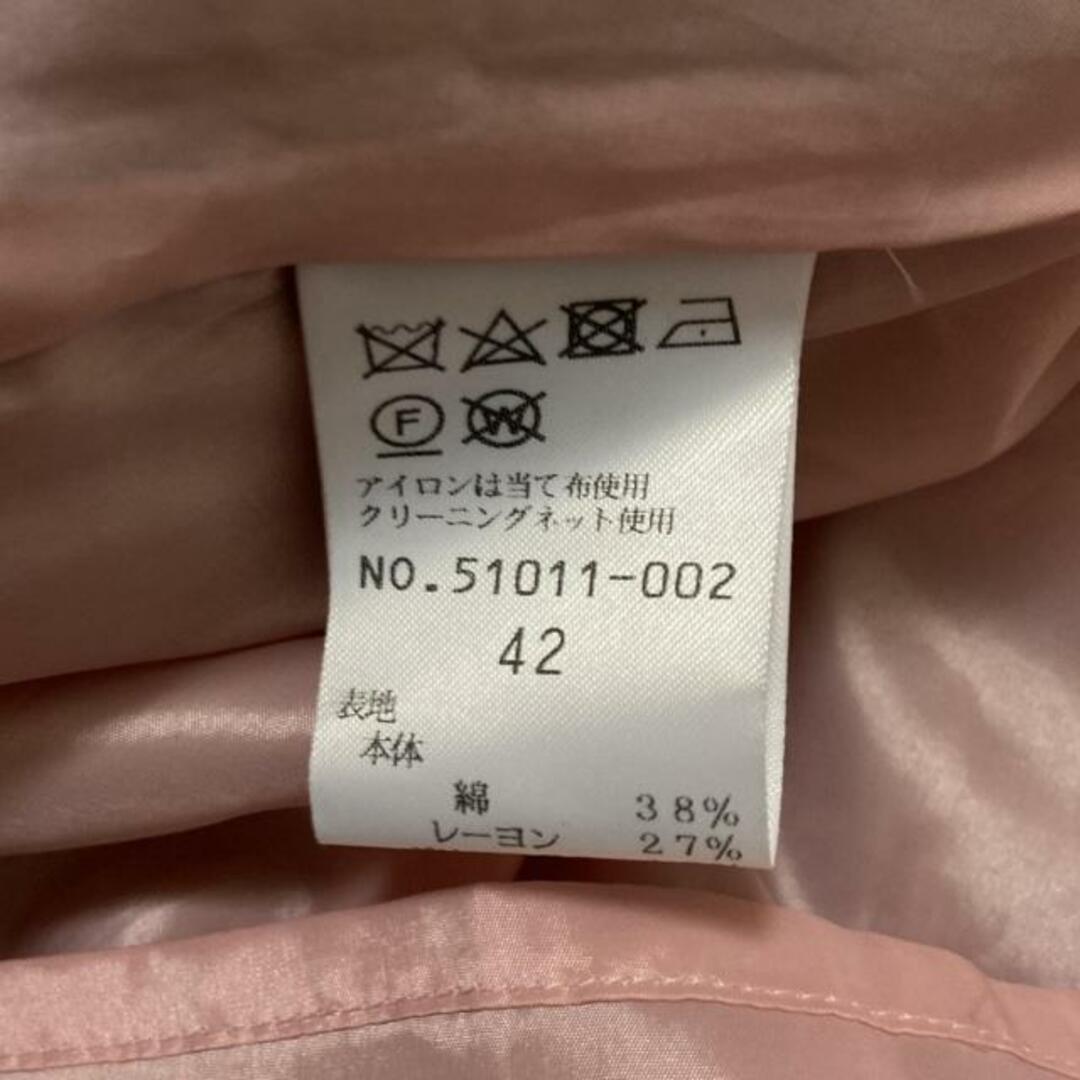 F W
アイロンは当て布使用
クリーニングネット使用
NO.51011-002
42
表地
本体
綿 38%
レーヨン 27%